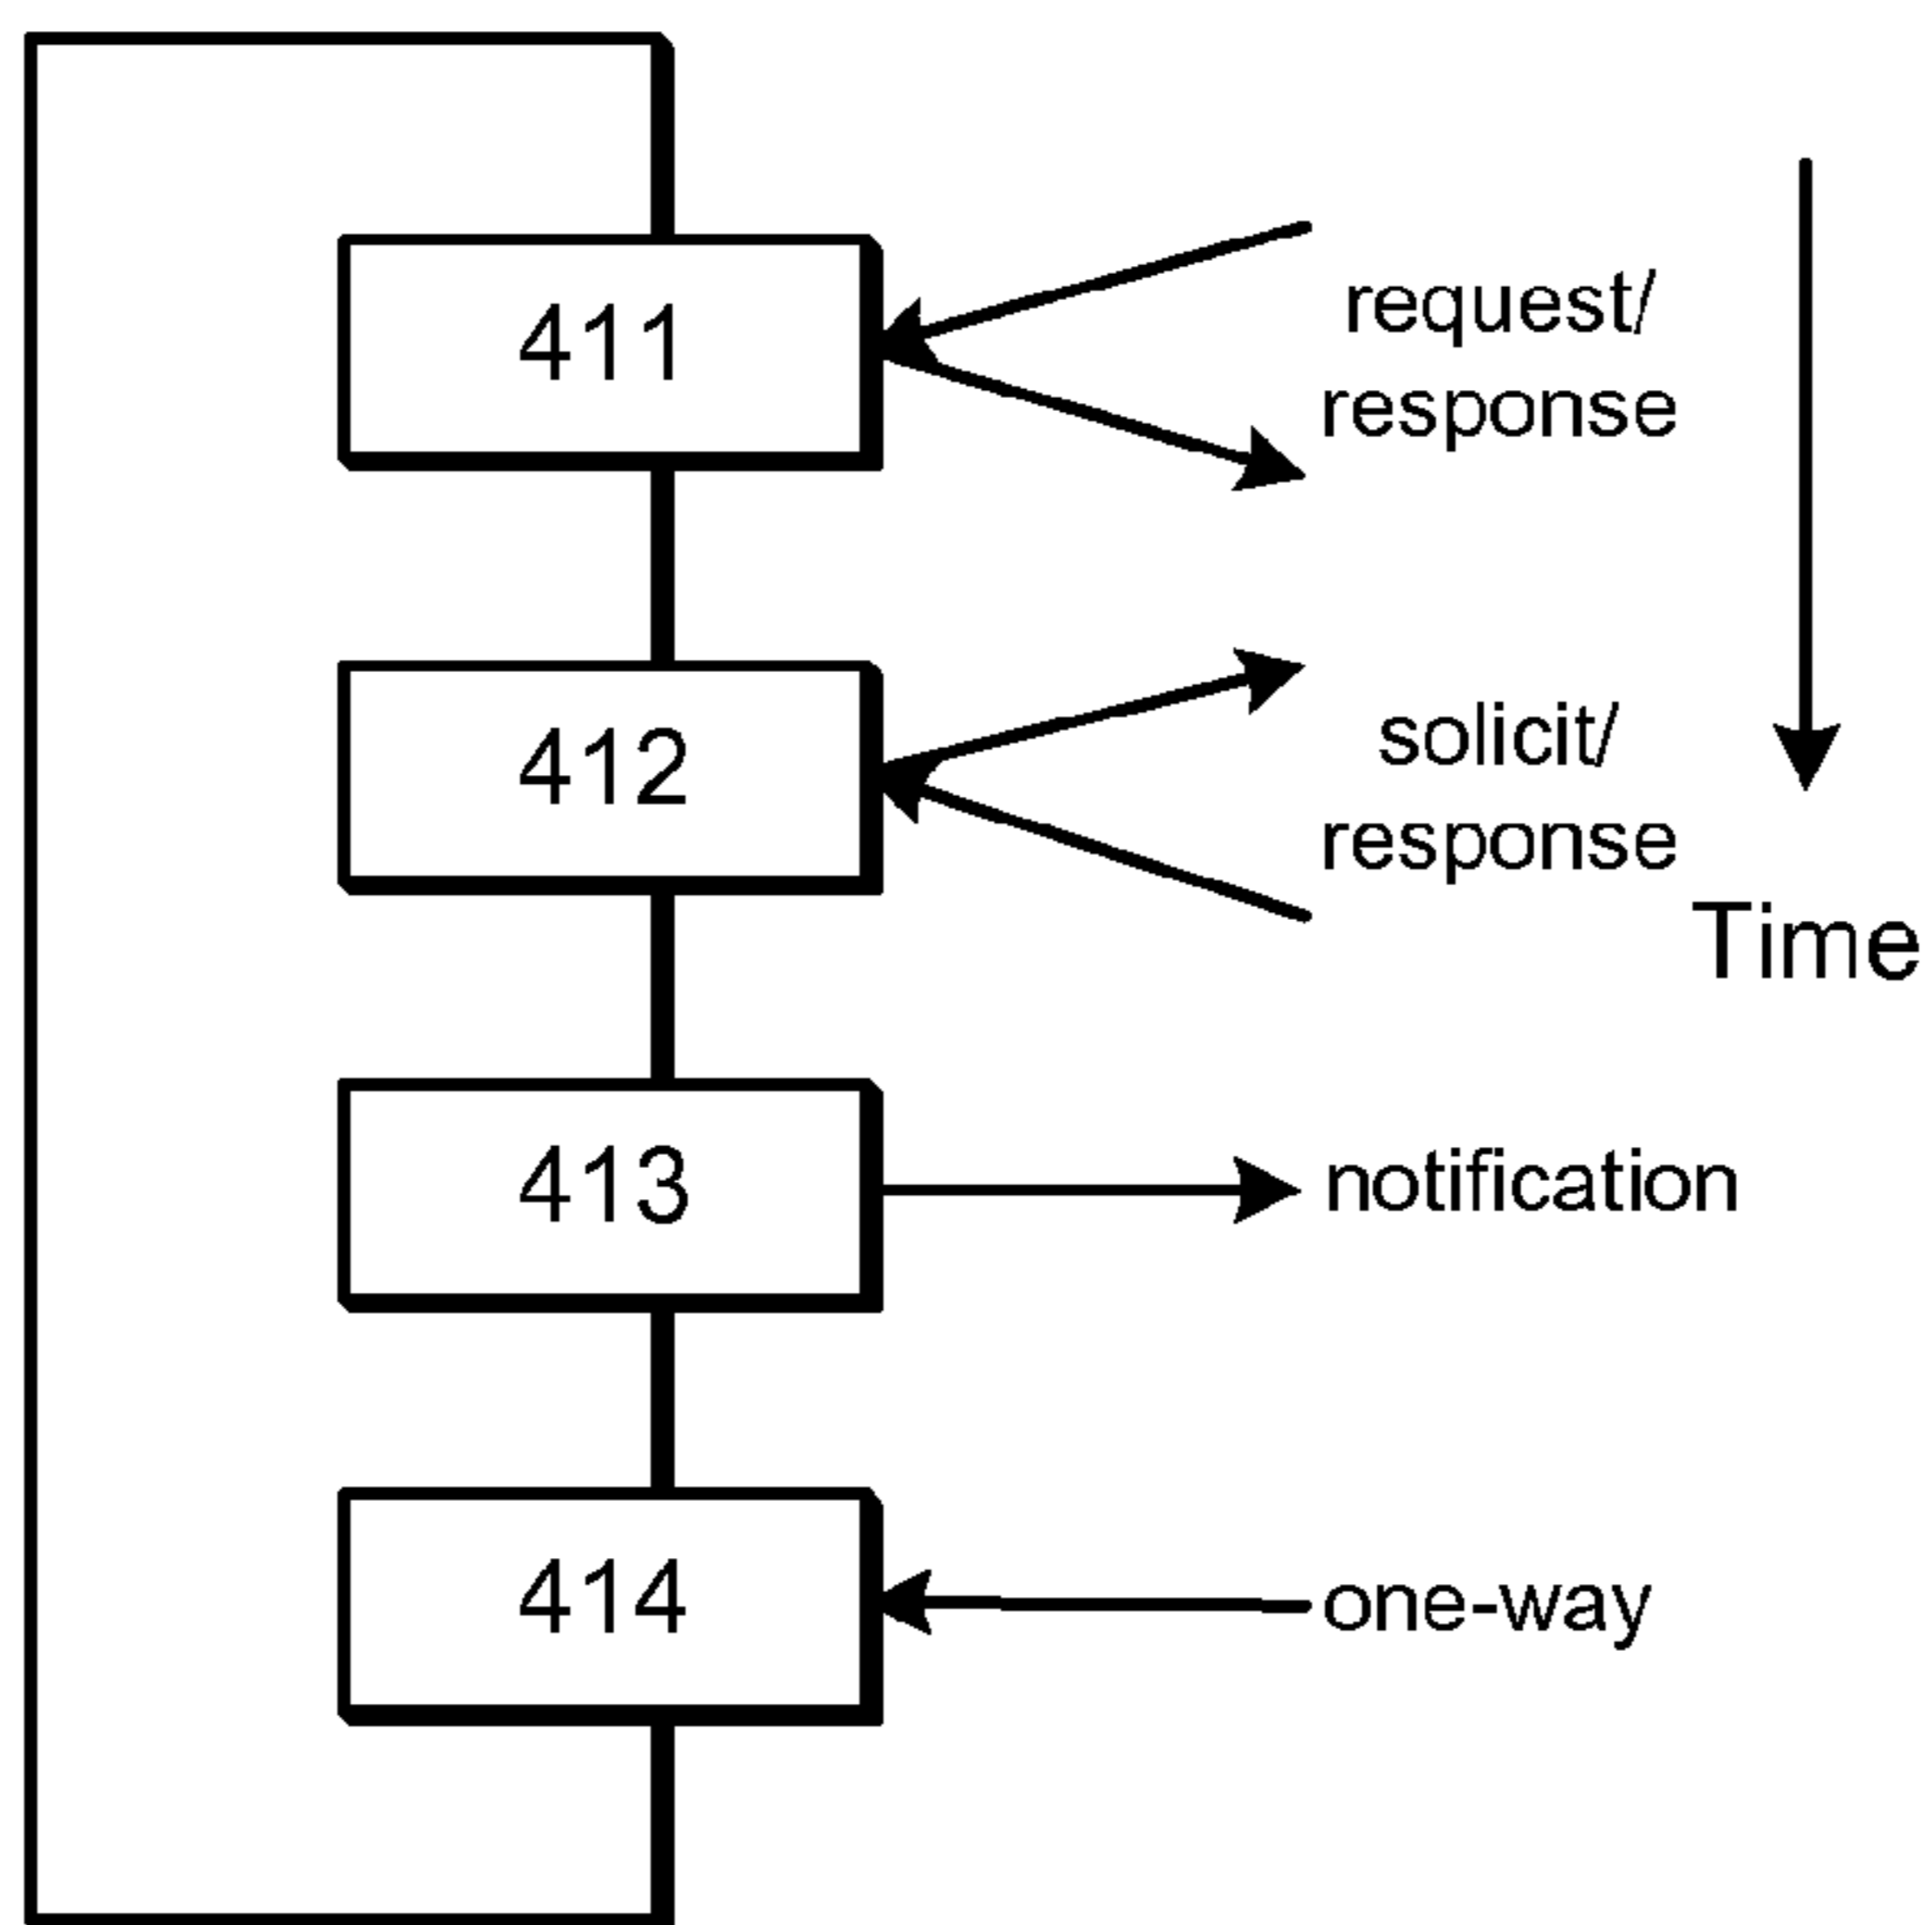 411
request/
response
412
solicit/
response
Time
413
notification
414
one-way